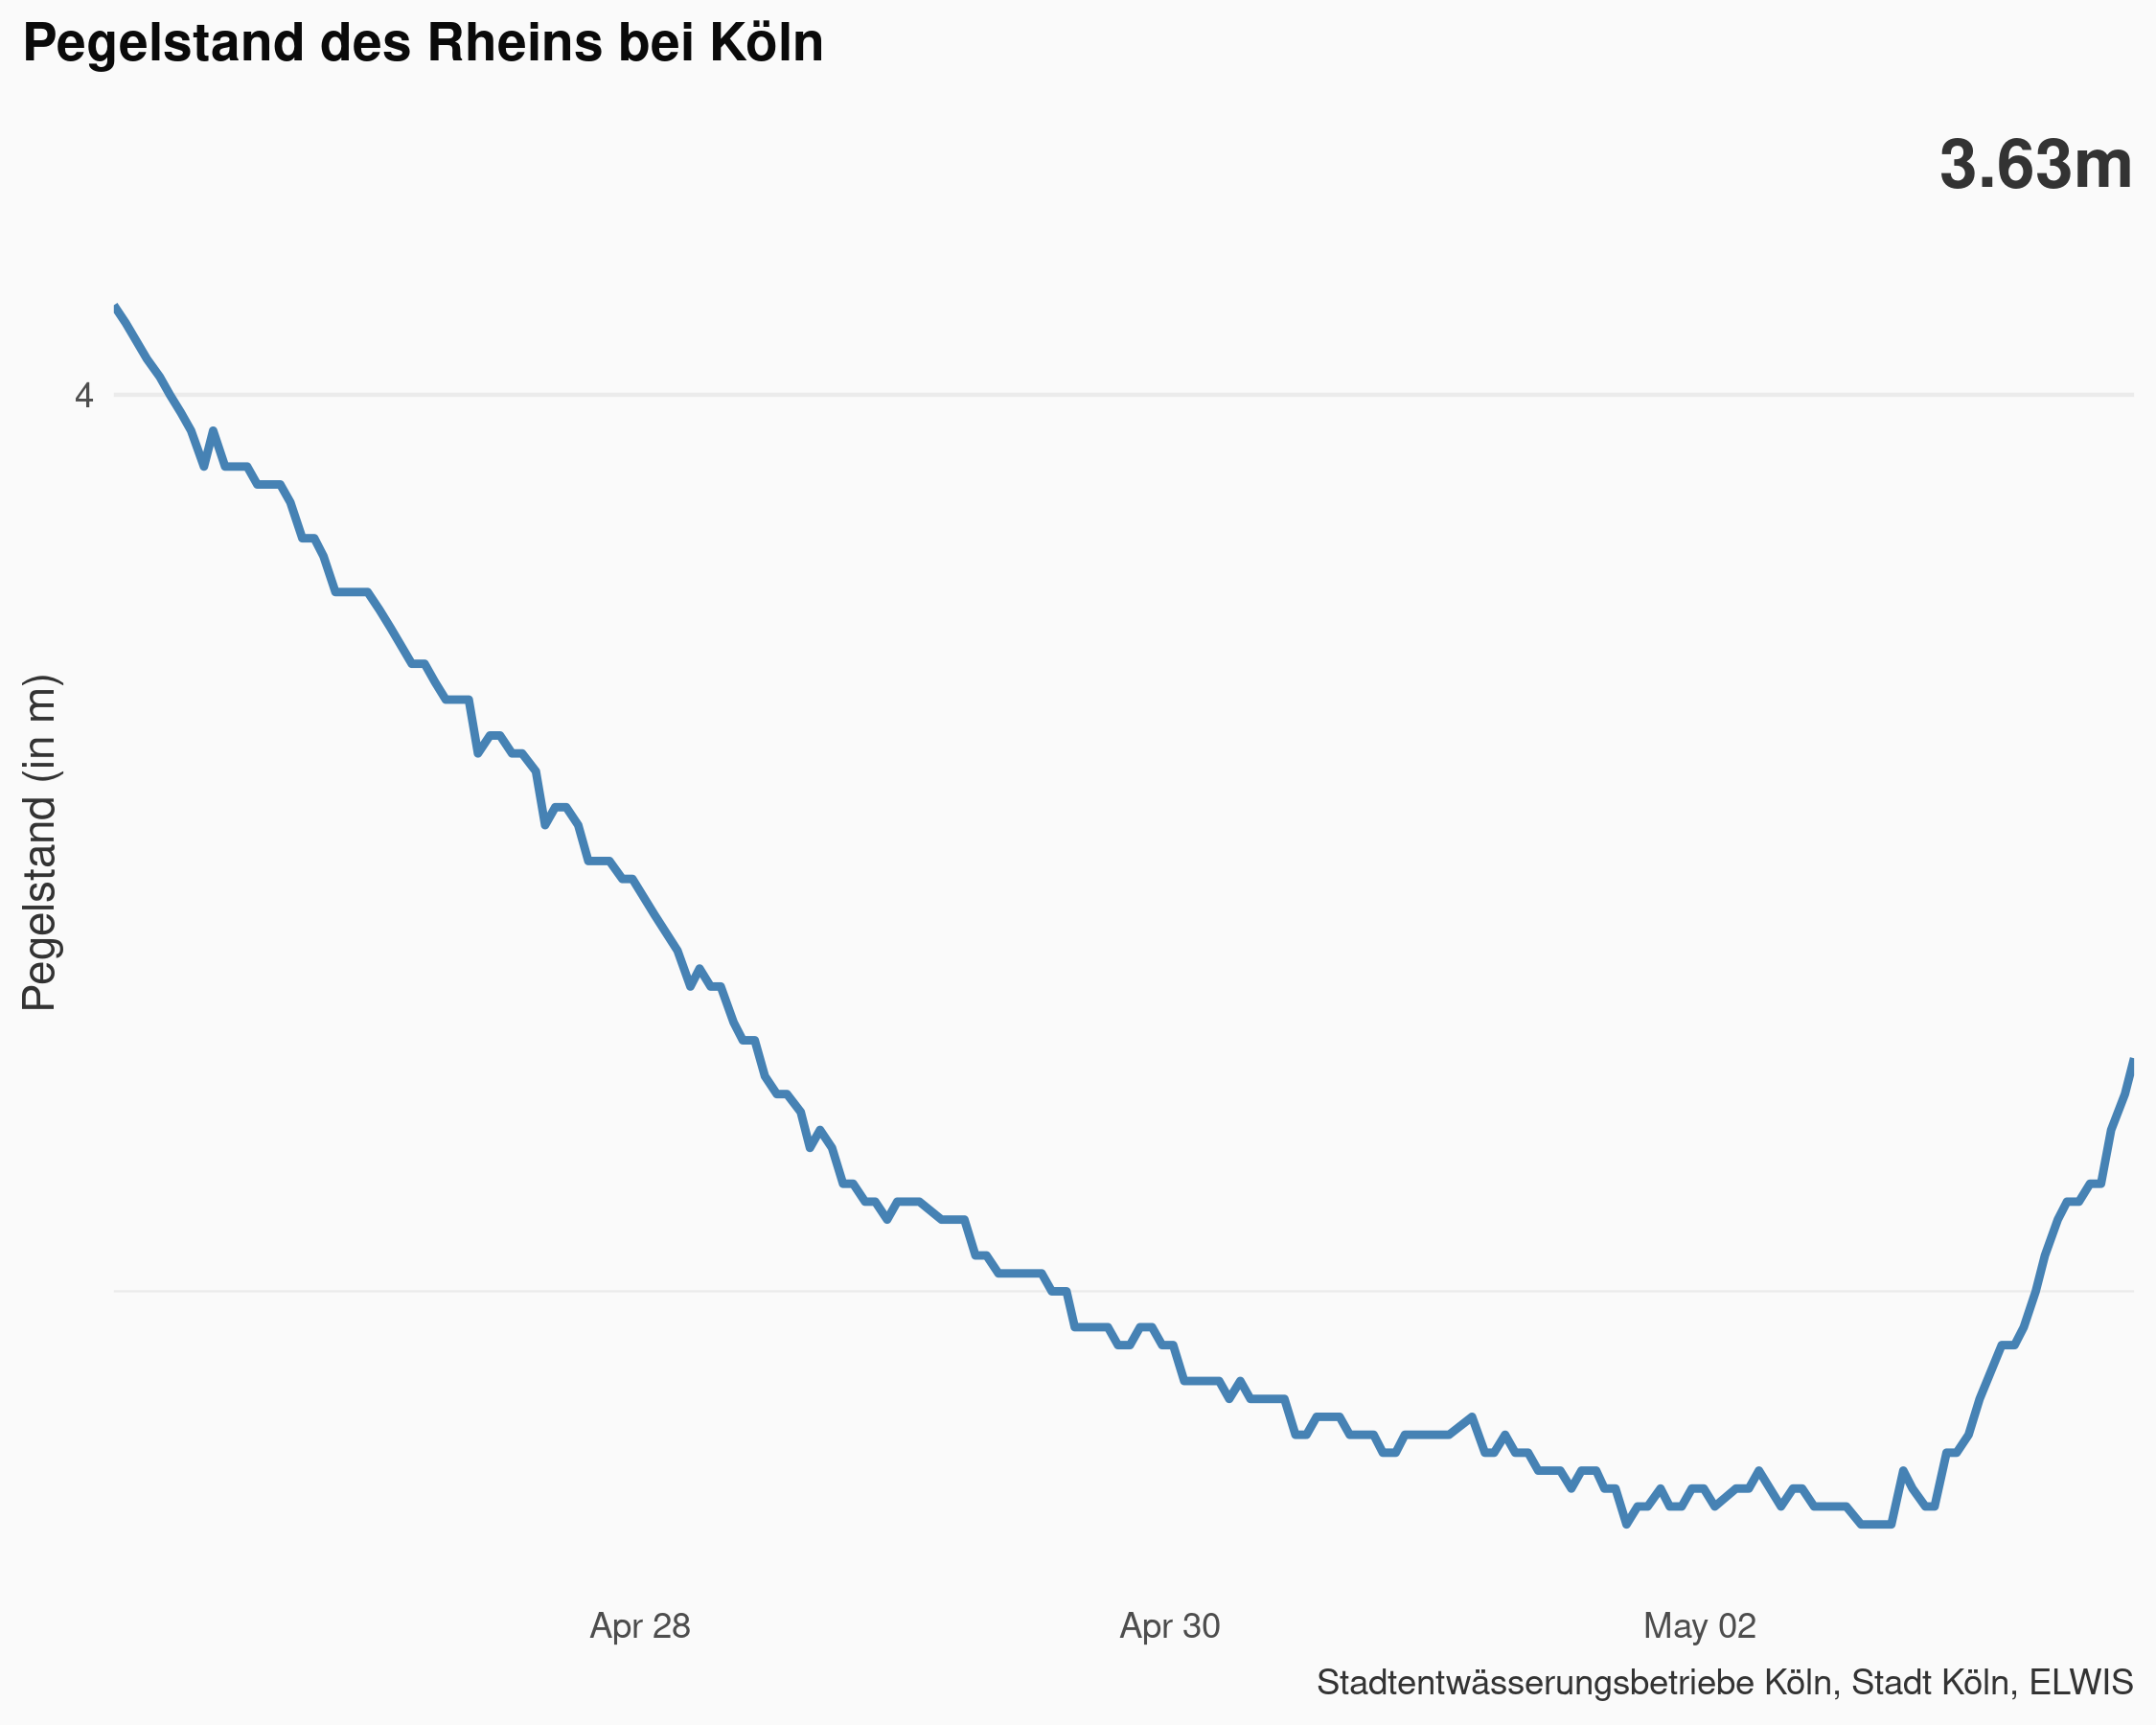 Pegelstand des Rheins bei Köln
3.63m
4
Pegelstand (in m)
Apr 28
Apr 30
May 02
Stadtentwässerungsbetriebe Köln, Stadt Köln, ELWIS